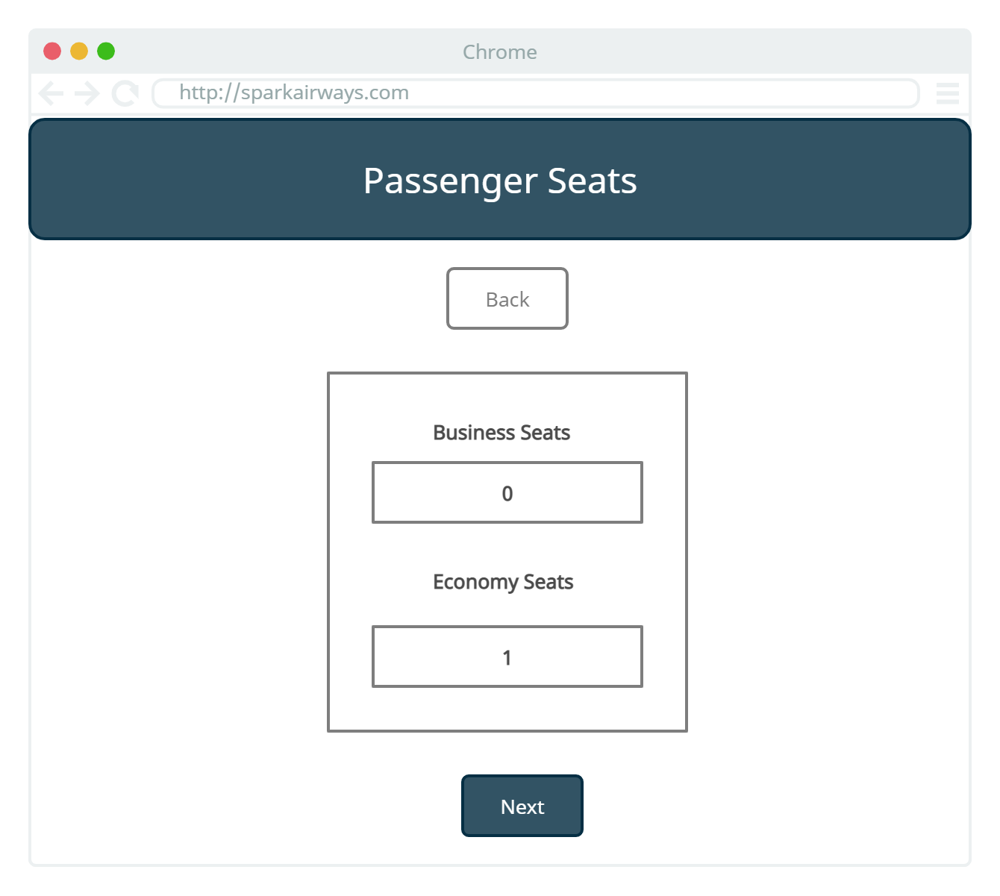 Chrome
http://sparkairways.com
Passenger Seats
Back
Business Seats
0
Economy Seats
1
Next